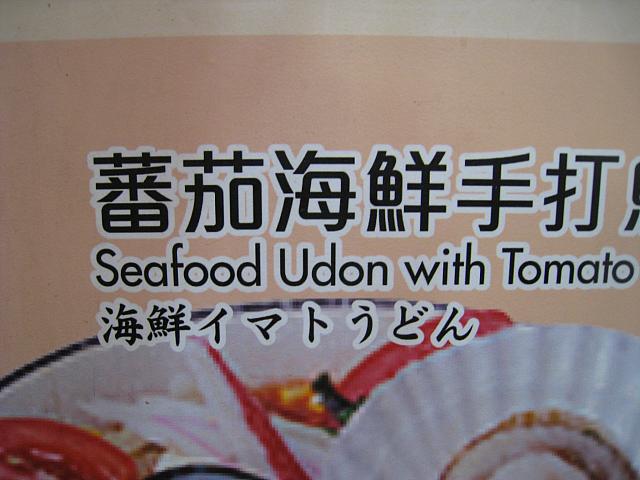 蕃茄海鮮手打
Seafood Udon with Tomato
海鮮イマトうどん